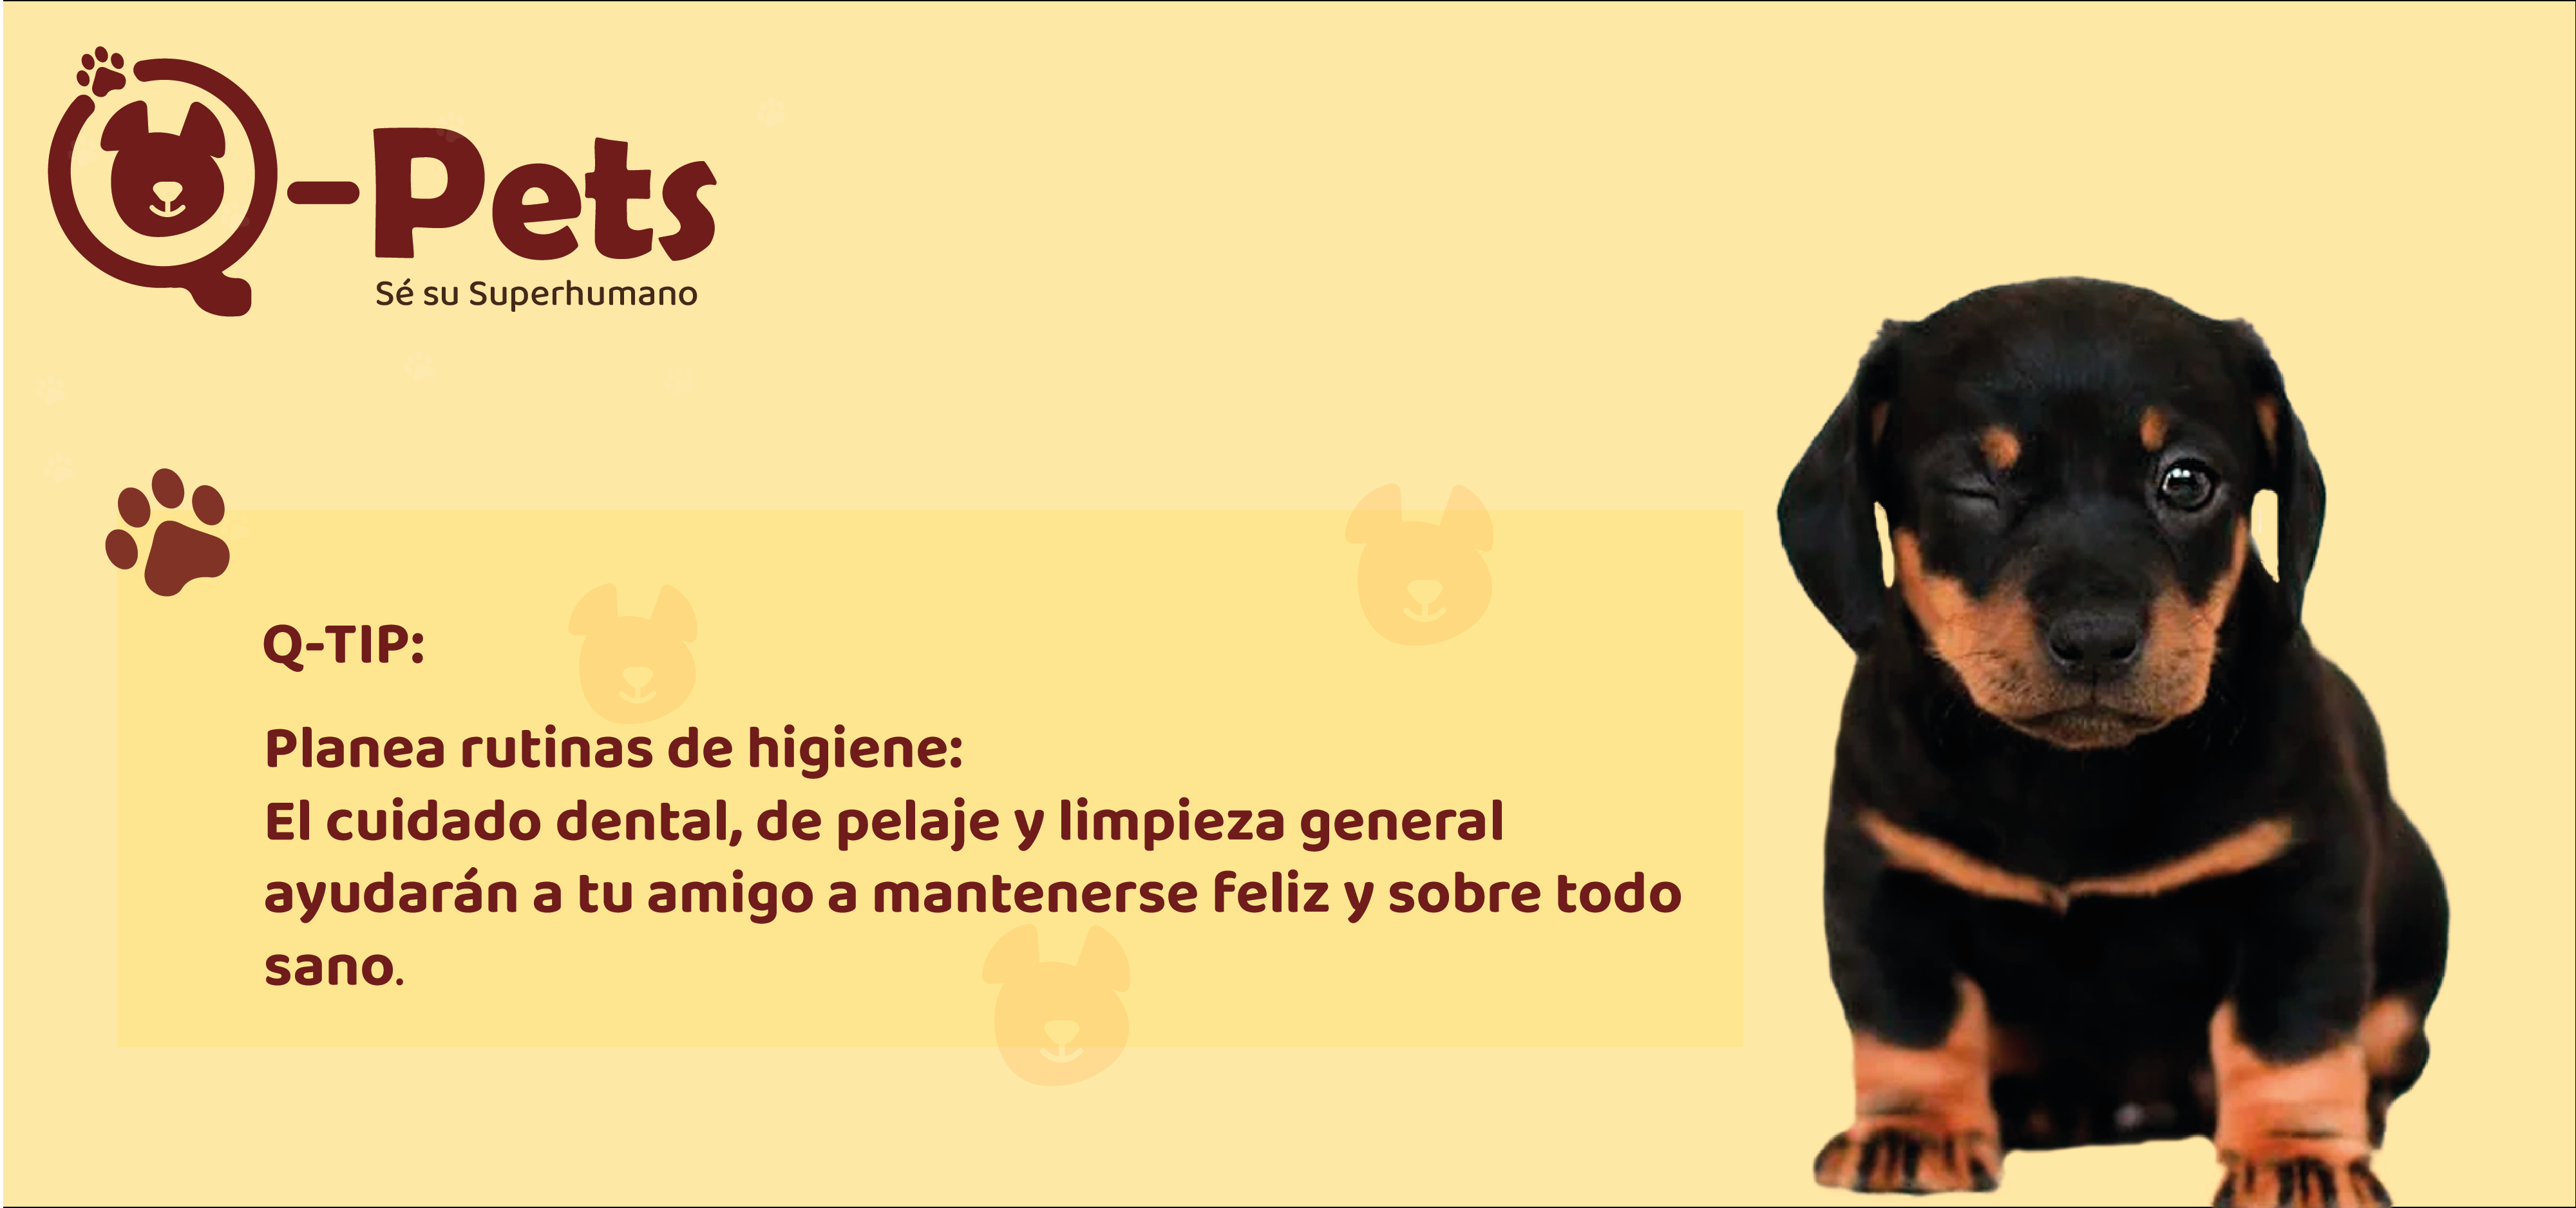 Q-Pets
Sé su Superhumano
Q-TIP:
Planea rutinas de higiene:
El cuidado dental, de pelaje y limpieza general
ayudarán a tu amigo a mantenerse feliz y sobre todo
sano.